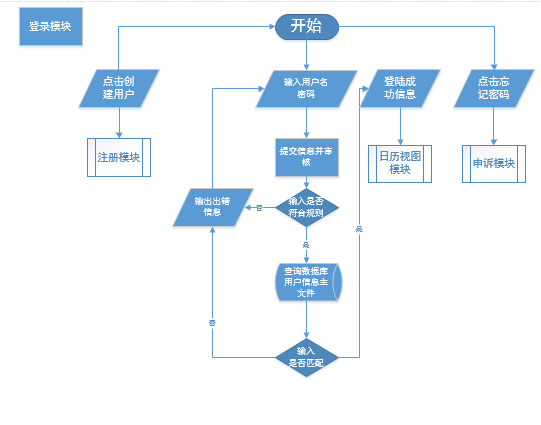 登录模块
开始
点击创
建用户
输入用户名
密码
登陆成
功信息
点击忘
记密码
注册模块
提交信息并审
核
日历视图
模块
申诉模块
输出出错
信息
否
输入是否
符合规则
是
是
查询数据库
用户信息主
文件
否
输入
是否匹配